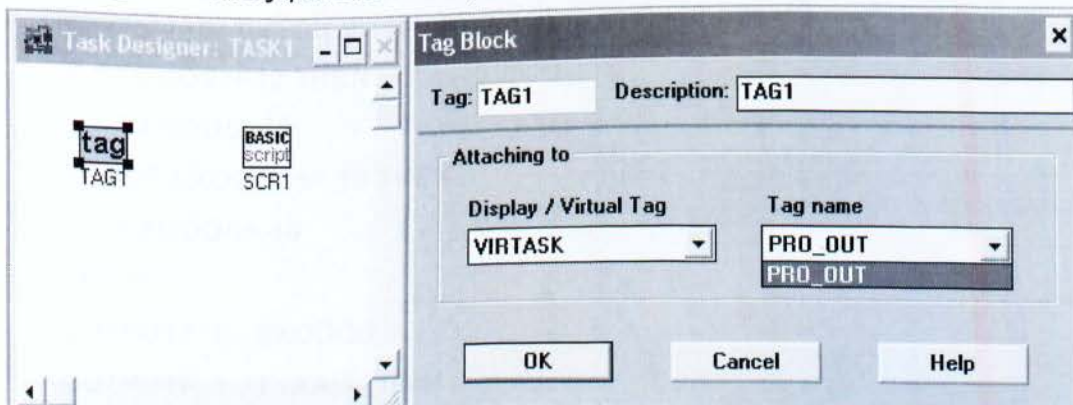 Task Designer: TASK1
tag
TAG1
BASIC
script
SCR1
Tag Block
Tag: TAG1
Description: TAG1
Attaching to
Display / Virtual Tag
Tag name
VIRTASK
PRO_OUT
PRO_OUT
OK
Cancel
Help